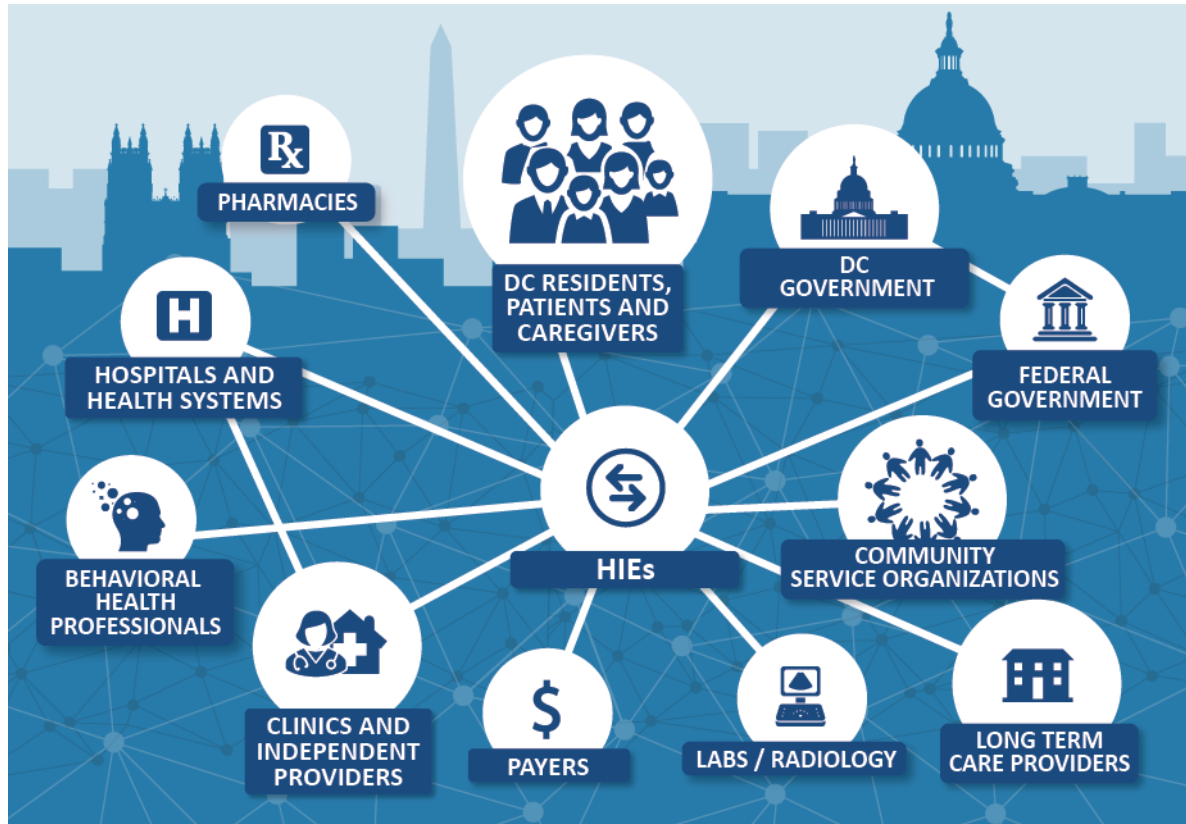 Rx
PHARMACIES
DC RESIDENTS,
PATIENTS AND
CAREGIVERS
DC
GOVERNMENT
H
HOSPITALS AND
HEALTH SYSTEMS
FEDERAL
GOVERNMENT
BEHAVIORAL
HEALTH
PROFESSIONALS
HIEs
COMMUNITY
SERVICE ORGANIZATIONS
CLINICS AND
INDEPENDENT
PROVIDERS
$
PAYERS
LABS / RADIOLOGY
LONG TERM
CARE PROVIDERS